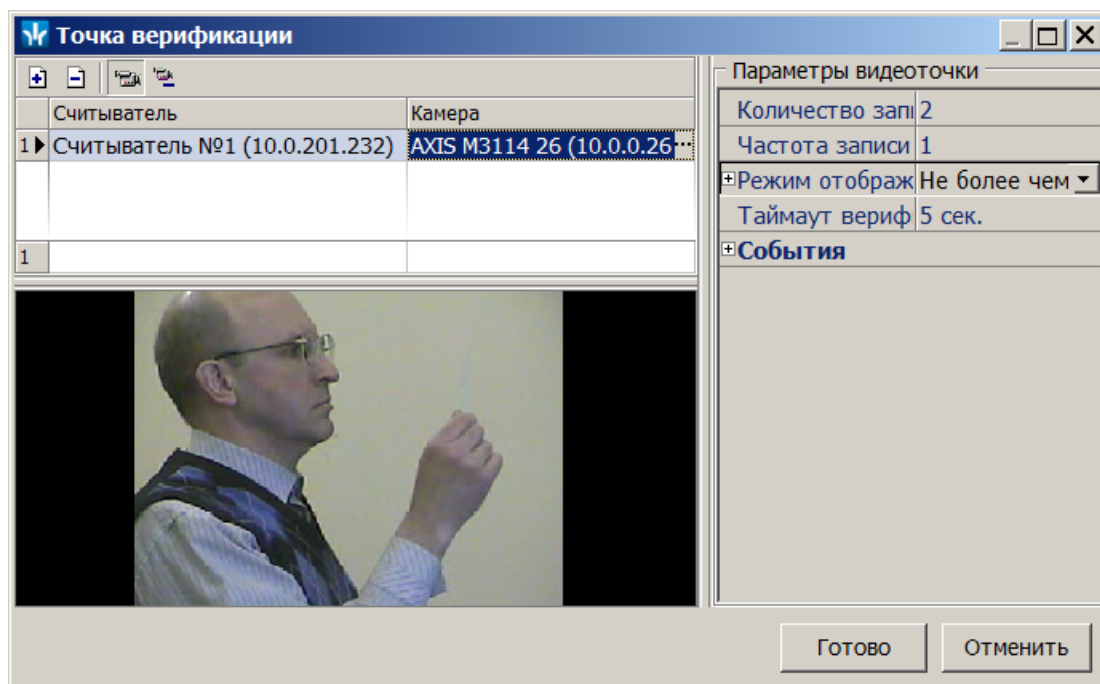 Точка верификации
Считыватель Камера
1 Считыватель №1 (10.0.201.232) AXIS M3114 26 (10.0.0.26 ...
1
Параметры видеоточки
Количество запи 2
Частота записи 1
Режим отображ Не более чем
Таймаут вериф 5 сек.
События
Готово Отменить